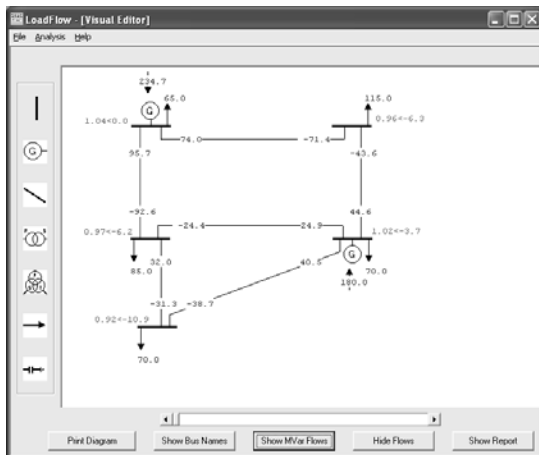 LoadFlow - [Visual Editor]
File Analysis Help
234.7
65.0
115.0
G
1.04<0.0
0.96<-6.3
74.0
-71.4
95.7
-43.6
-92.6
44.6
-24.4
24.9
0.97<-6.2
1.02<-3.7
G
85.0
32.0
40.5
70.0
180.0
-31.3
-38.7
0.92<-10.9
70.0
G
Print Diagram
Show Bus Names
Show MVar Flows
Hide Flows
Show Report